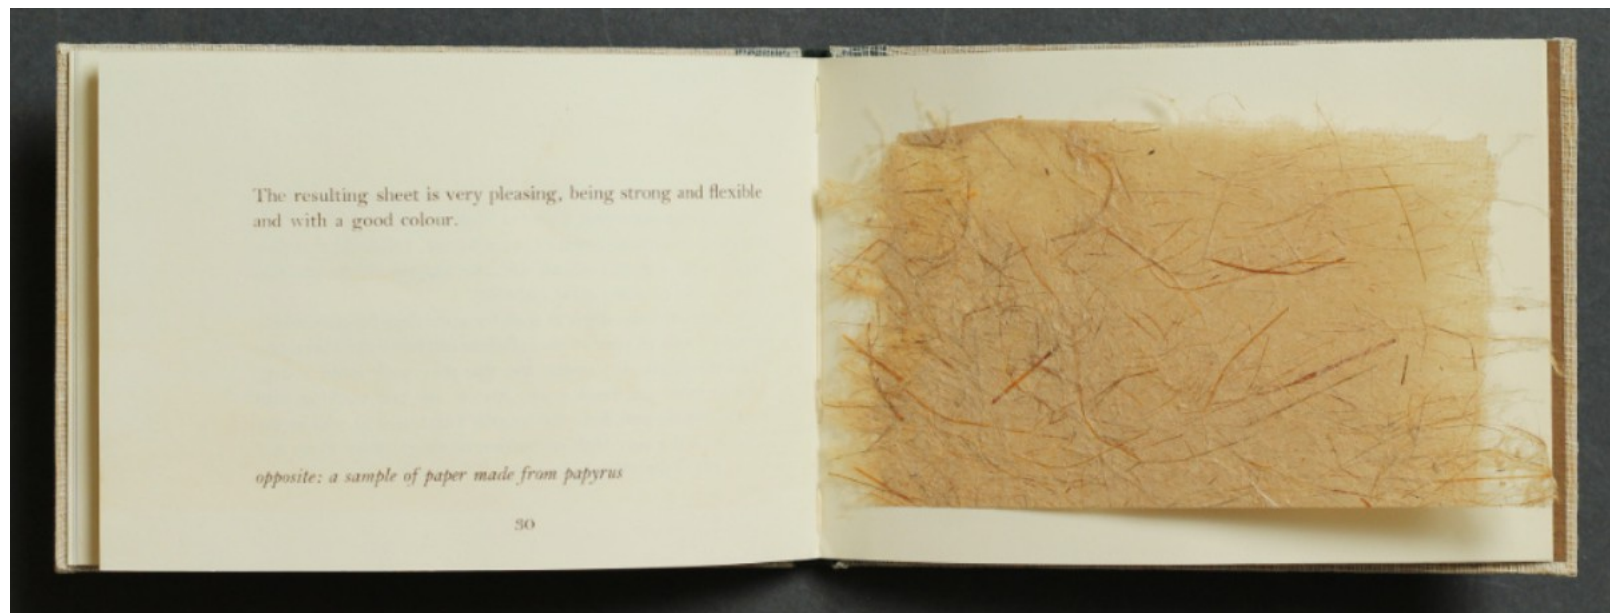 The resulting sheet is very pleasing, being strong and flexible
and with a good colour.
opposite: a sample of paper made from papyrus
30